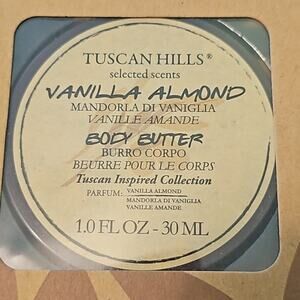 TUSCAN HILLS®
selected scents
VANILLA ALMOND
MANDORLA DI VANIGLIA
VANILLE AMANDE
BODY BUTTER
BURRO CORPO
BEURRE POUR LE CORPS
Tuscan Inspired Collection
PARFUM: VANILLA ALMOND
MANDORLA DI VANIGLIA
VANILLE AMANDE
1.0 FL OZ - 30 ML